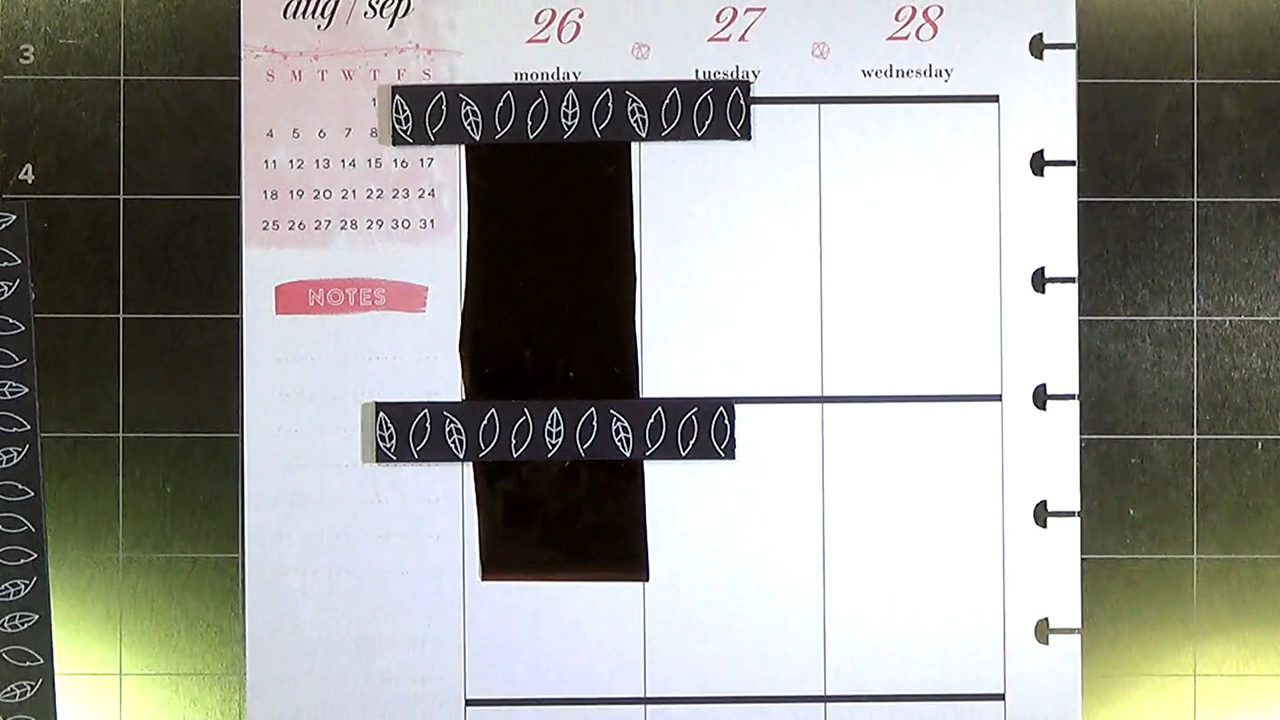 aug / sep
26
27
28
monday
tuesday
wednesday
S M T W T F S
1
4 5 6 7 8
11 12 13 14 15 16 17
18 19 20 21 22 23 24
25 26 27 28 29 30 31
NOTES
3
4